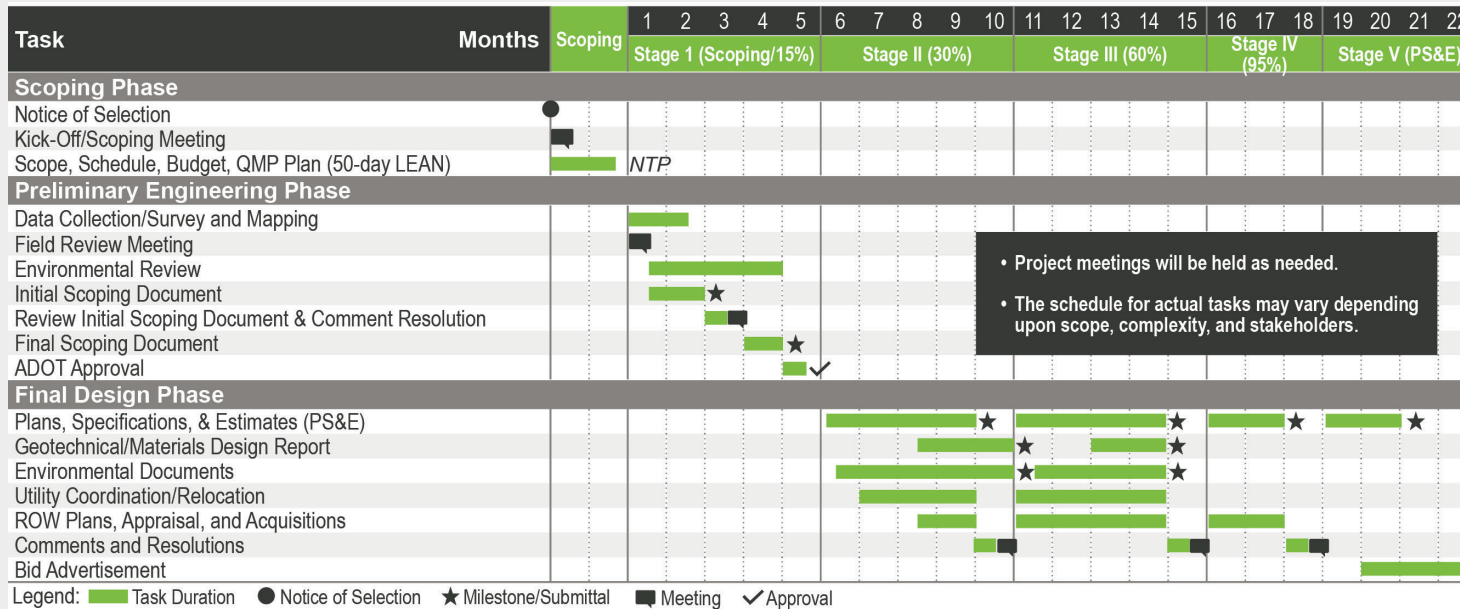 Task Months Scoping 1 2 3 4 5 6 7 8 9 10 11 12 13 14 15 16 17 18 19 20 21 22
Stage 1 (Scoping/15%) Stage II (30%) Stage III (60%) Stage IV (95%) Stage V (PS&E)
Scoping Phase
Notice of Selection
Kick-Off/Scoping Meeting
Scope, Schedule, Budget, QMP Plan (50-day LEAN) NTP
Preliminary Engineering Phase
Data Collection/Survey and Mapping
Field Review Meeting
Environmental Review
Initial Scoping Document
Review Initial Scoping Document & Comment Resolution
Final Scoping Document
ADOT Approval
• Project meetings will be held as needed.
• The schedule for actual tasks may vary depending
upon scope, complexity, and stakeholders.
Final Design Phase
Plans, Specifications, & Estimates (PS&E)
Geotechnical/Materials Design Report
Environmental Documents
Utility Coordination/Relocation
ROW Plans, Appraisal, and Acquisitions
Comments and Resolutions
Bid Advertisement
Legend: Task Duration Notice of Selection Milestone/Submittal Meeting Approval